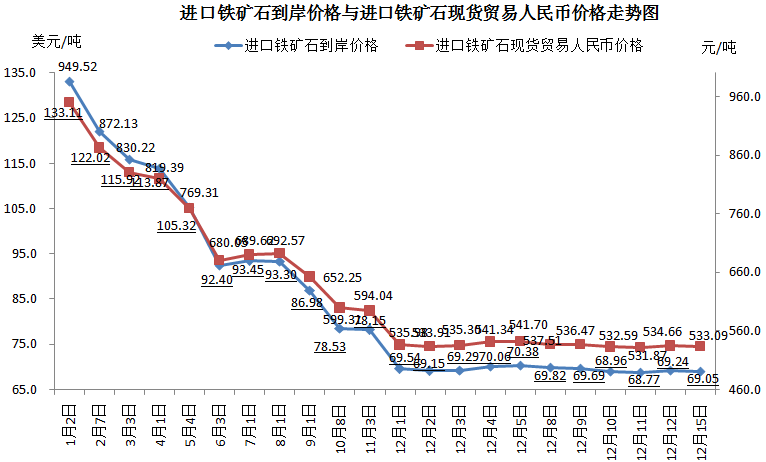 进口铁矿石到岸价格与进口铁矿石现货贸易人民币价格走势图
美元/吨
进口铁矿石到岸价格
进口铁矿石现货贸易人民币价格
元/吨
135.0
125.0
115.0
105.0
95.0
85.0
75.0
65.0
960.0
860.0
760.0
660.0
560.0
460.0
949.52
872.13
830.22
819.39
769.31
680.09
689.62
692.57
652.25
599.31
594.04
535.58
533.91
535.36
541.34
541.70
537.51
536.47
532.59
531.87
534.66
533.09
133.11
122.02
115.92
113.87
105.32
92.40
93.45
93.30
86.98
78.53
78.15
69.54
69.15
69.29
70.06
70.38
69.82
69.69
68.96
68.77
69.24
69.05
1月2日
2月7日
3月3日
4月1日
5月4日
6月3日
7月1日
8月1日
9月1日
10月8日
11月3日
12月1日
12月2日
12月3日
12月4日
12月5日
12月8日
12月9日
12月10日
12月11日
12月12日
12月15日